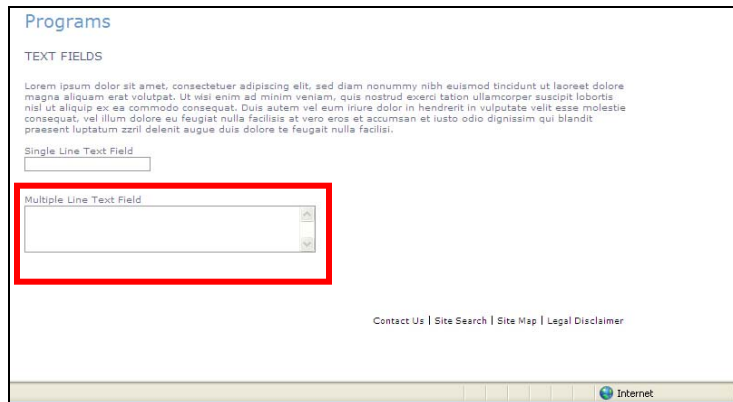 Programs
TEXT FIELDS
Lorem ipsum dolor sit amet, consectetuer adipiscing elit, sed diam nonummy nibh euismod tincidunt ut laoreet dolore
magna aliquam erat volutpat. Ut wisi enim ad minim veniam, quis nostrud exerci tation ullamcorper suscipit lobortis
nisl ut aliquip ex ea commodo consequat. Duis autem vel eum iriure dolor in hendrerit in vulputate velit esse molestie
consequat, vel illum dolore eu feugiat nulla facilisis at vero eros et accumsan et iusto odio dignissim qui blandit
praesent luptatum zzril delenit augue duis dolore te feugait nulla facilisi.
Single Line Text Field
Multiple Line Text Field
Contact Us | Site Search | Site Map | Legal Disclaimer
Internet